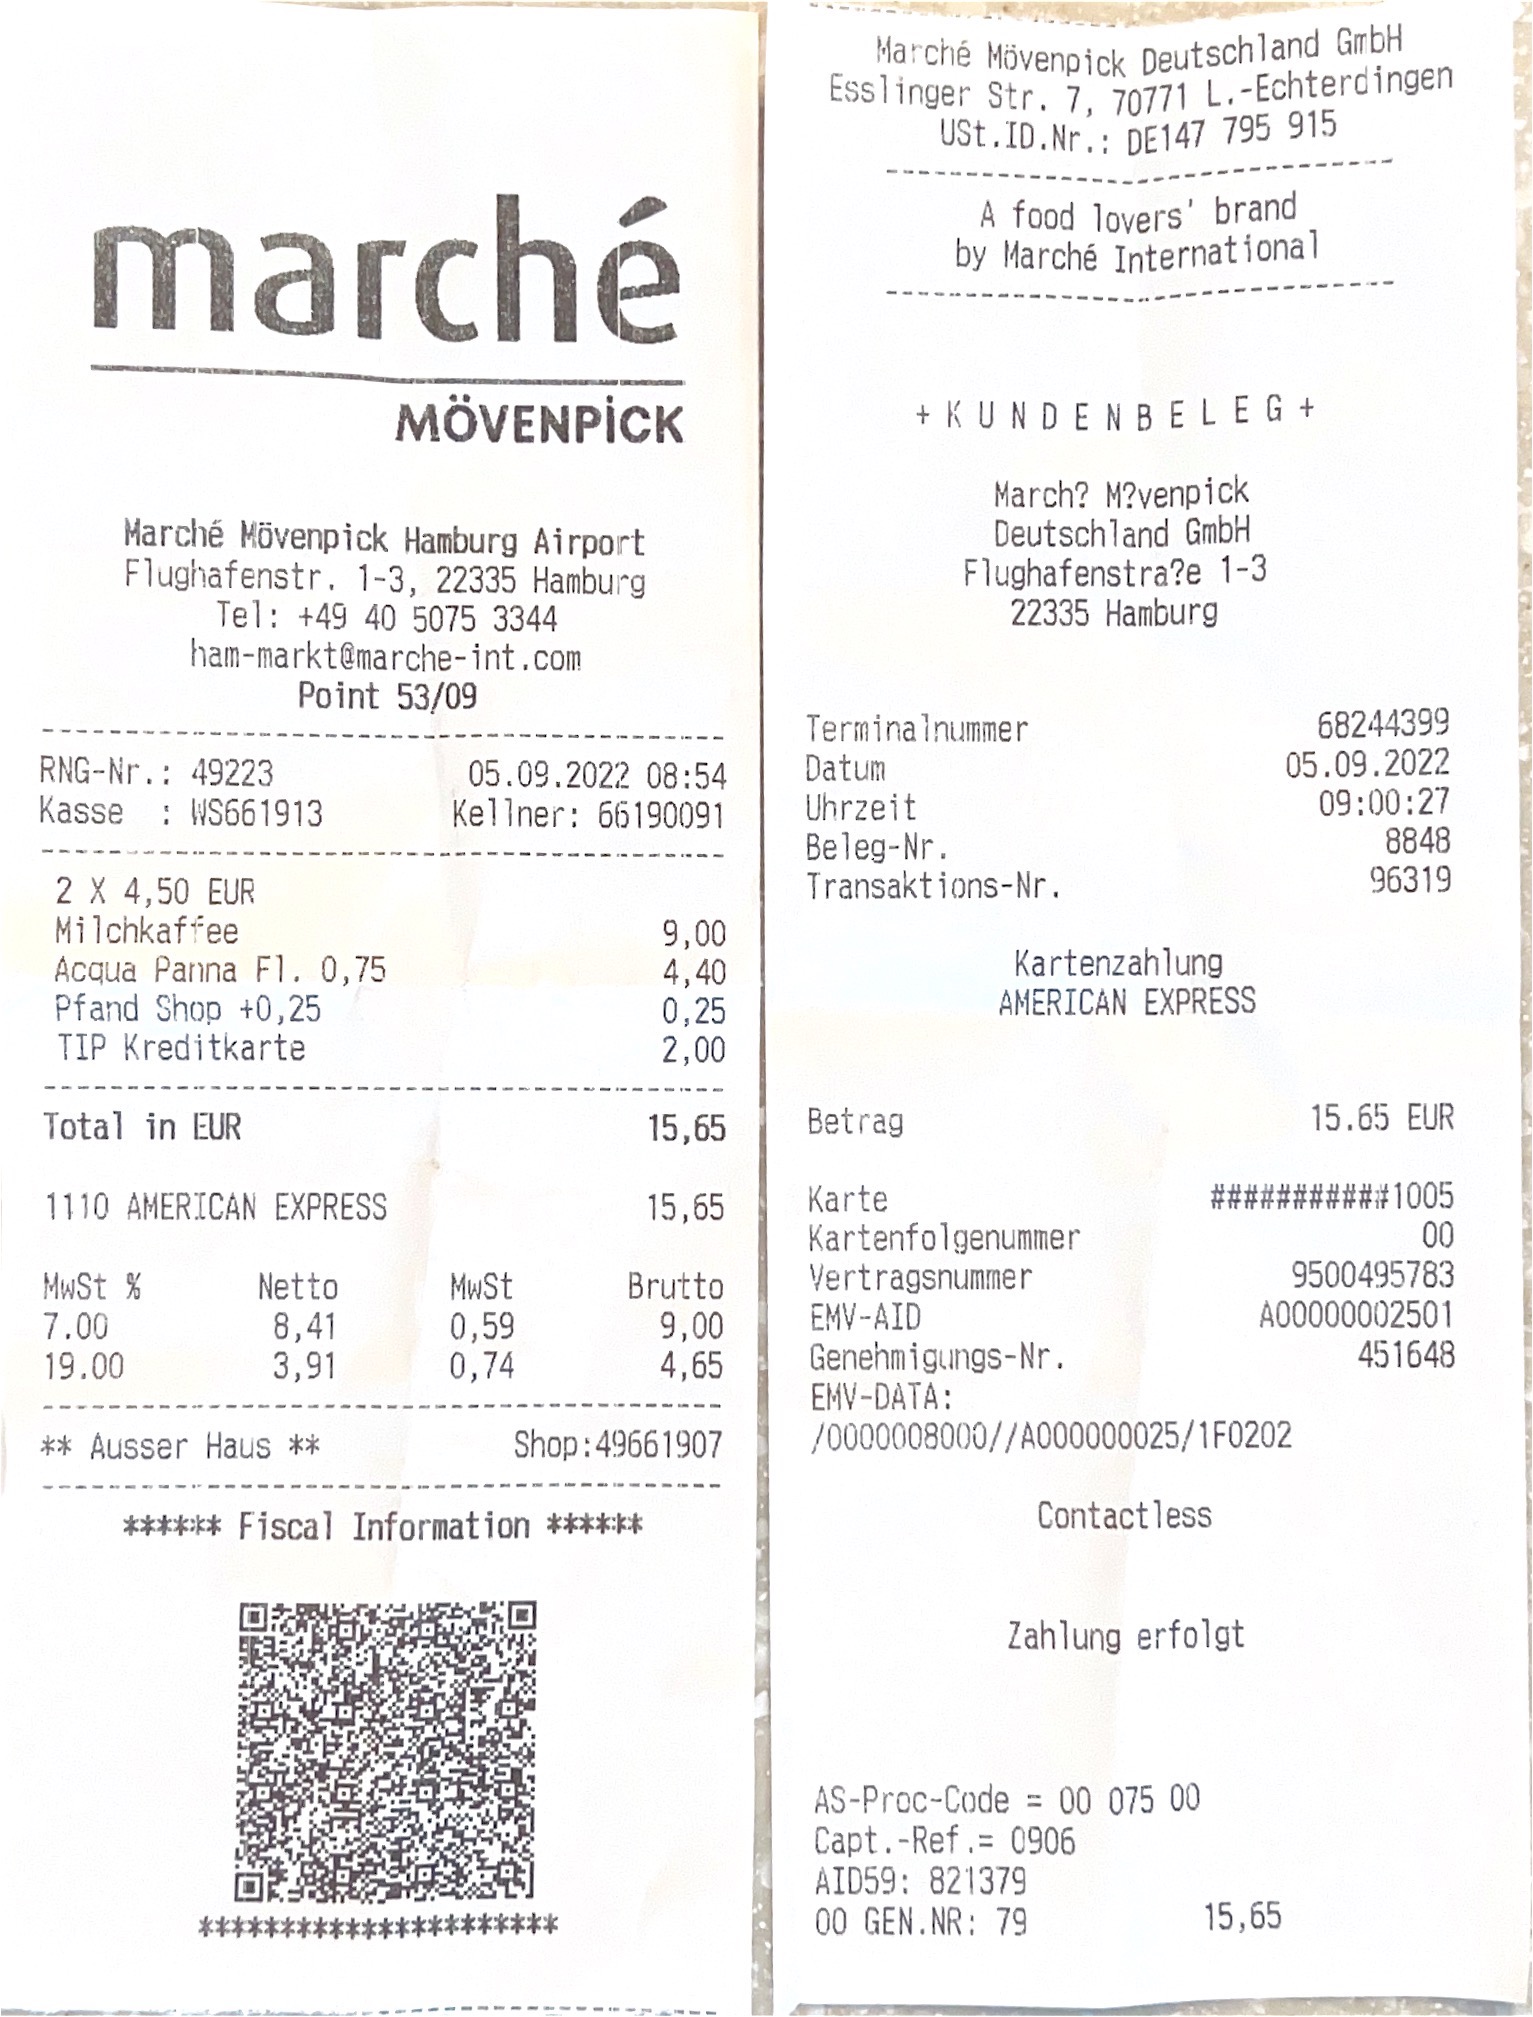 marché
MÖVENPICK
Marché Mövenpick Hamburg Airport
Flughafenstr. 1-3, 22335 Hamburg
Tel: +49 40 5075 3344
ham-markt@marche-int.com
Point 53/09
RNG-Nr.: 49223 05.09.2022 08:54
Kasse : WS661913 Kellner: 66190091
2 X 4,50 EUR
Milchkaffee 9,00
Acqua Panna Fl. 0,75 4,40
Pfand Shop +0,25 0,25
TIP Kreditkarte 2,00
Total in EUR 15,65
1110 AMERICAN EXPRESS 15,65
MwSt % Netto MwSt Brutto
7.00 8,41 0,59 9,00
19.00 3,91 0,74 4,65
** Ausser Haus ** Shop:49661907
****** Fiscal Information ******
**********************
Marché Mövenpick Deutschland GmbH
Esslinger Str. 7, 70771 L.-Echterdingen
USt.ID.Nr.: DE147 795 915
A food lovers' brand
by Marché International
+ K U N D E N B E L E G +
March? M?venpick
Deutschland GmbH
Flughafenstra?e 1-3
22335 Hamburg
Terminalnummer 68244399
Datum 05.09.2022
Uhrzeit 09:00:27
Beleg-Nr. 8848
Transaktions-Nr. 96319
Kartenzahlung
AMERICAN EXPRESS
Betrag 15.65 EUR
Karte ###########1005
Kartenfolgenummer 00
Vertragsnummer 9500495783
EMV-AID A00000002501
Genehmigungs-Nr. 451648
EMV-DATA:
/0000008000//A000000025/1F0202
Contactless
Zahlung erfolgt
AS-Proc-Code = 00 075 00
Capt.-Ref.= 0906
AID59: 821379
00 GEN.NR: 79 15,65